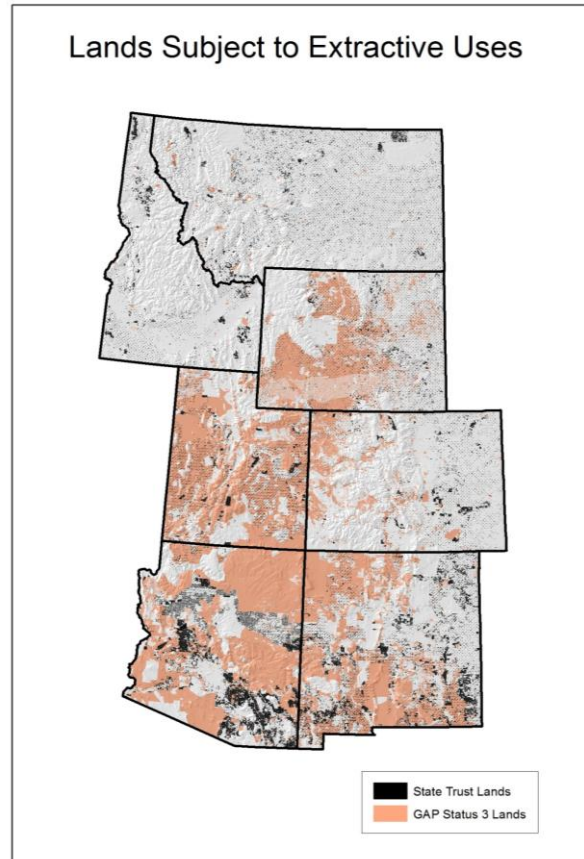 Lands Subject to Extractive Uses
State Trust Lands
GAP Status 3 Lands